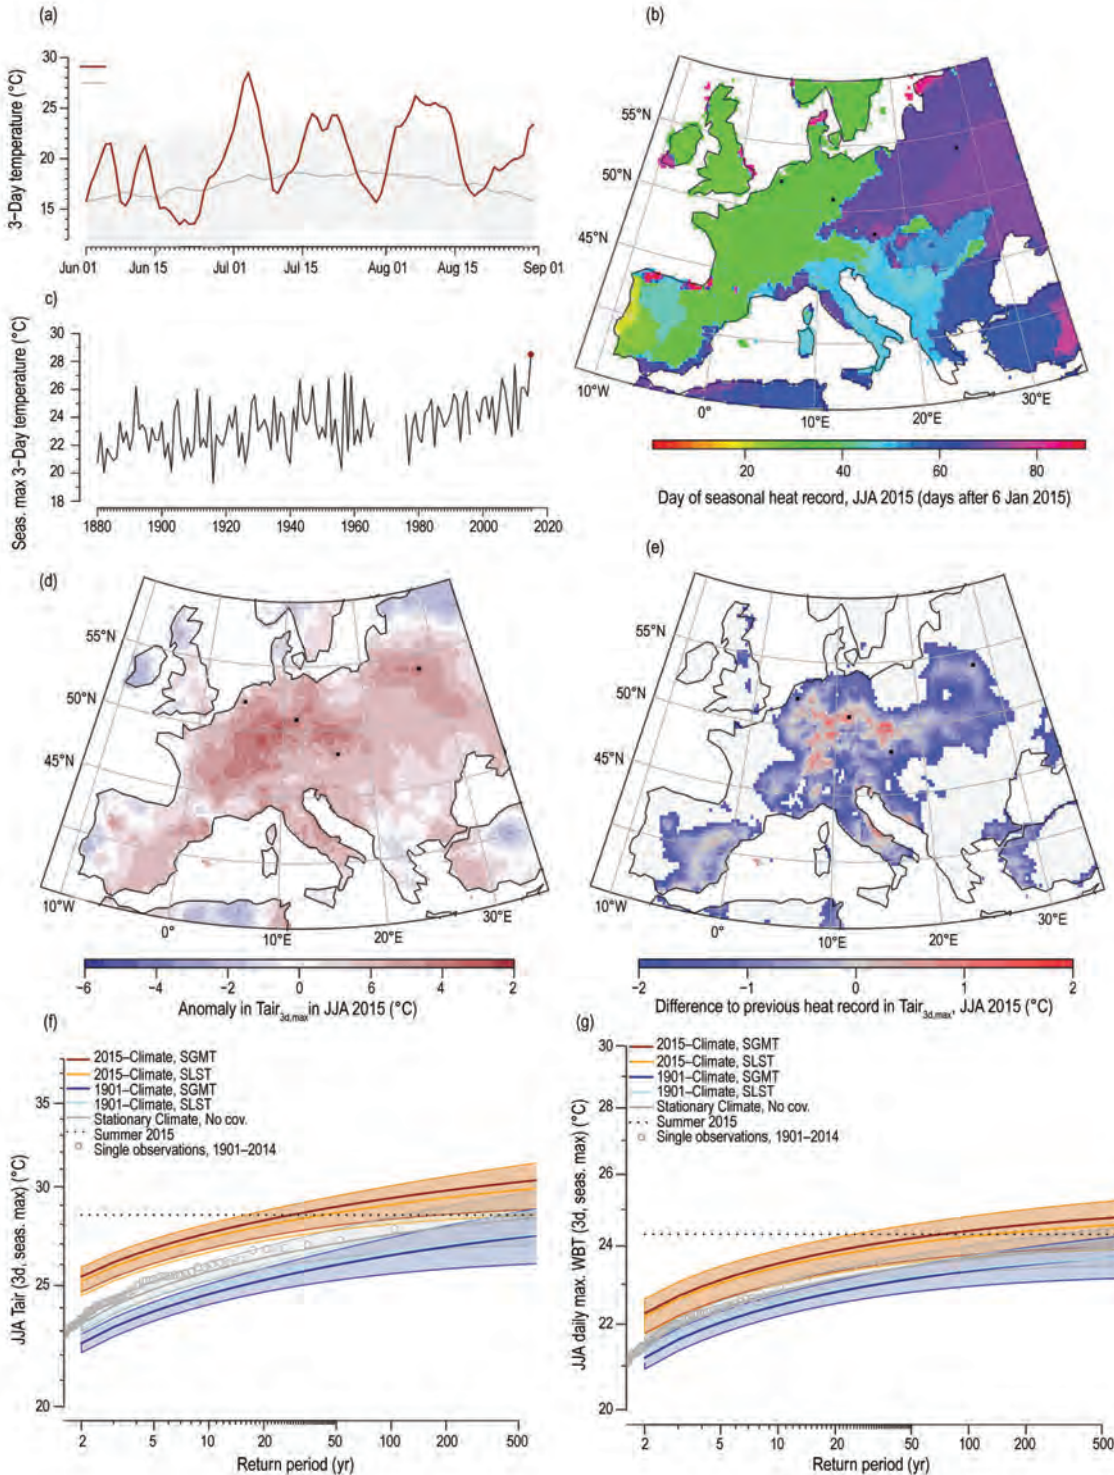 (a)
3–Day temperature (°C)
30
25
20
15
Jun 01
Jun 15
Jul 01
Jul 15
Aug 01
Aug 15
Sep 01
(b)
55°N
50°N
45°N
10°W
0°
10°E
20°E
30°E
20
40
60
80
Day of seasonal heat record, JJA 2015 (days after 6 Jan 2015)
c)
Seas. max 3–Day temperature (°C)
30
28
26
24
22
20
18
1880
1900
1920
1940
1960
1980
2000
2020
(d)
55°N
50°N
45°N
10°W
0°
10°E
20°E
30°E
−6
−4
−2
0
6
4
2
Anomaly in Tair3d,max in JJA 2015 (°C)
(e)
55°N
50°N
45°N
10°W
0°
10°E
20°E
30°E
−2
−1
0
1
2
Difference to previous heat record in Tair3d,max, JJA 2015 (°C)
(f)
2015–Climate, SGMT
2015–Climate, SLST
1901–Climate, SGMT
1901–Climate, SLST
Stationary Climate, No cov.
Summer 2015
Single observations, 1901–2014
JJA Tair (3d, seas. max) (°C)
35
30
25
20
2
5
10
20
50
100
200
500
Return period (yr)
(g)
2015–Climate, SGMT
2015–Climate, SLST
1901–Climate, SGMT
1901–Climate, SLST
Stationary Climate, No cov.
Summer 2015
Single observations, 1901–2014
JJA daily max. WBT (3d, seas. max) (°C)
30
28
26
24
22
20
2
5
10
20
50
100
200
500
Return period (yr)